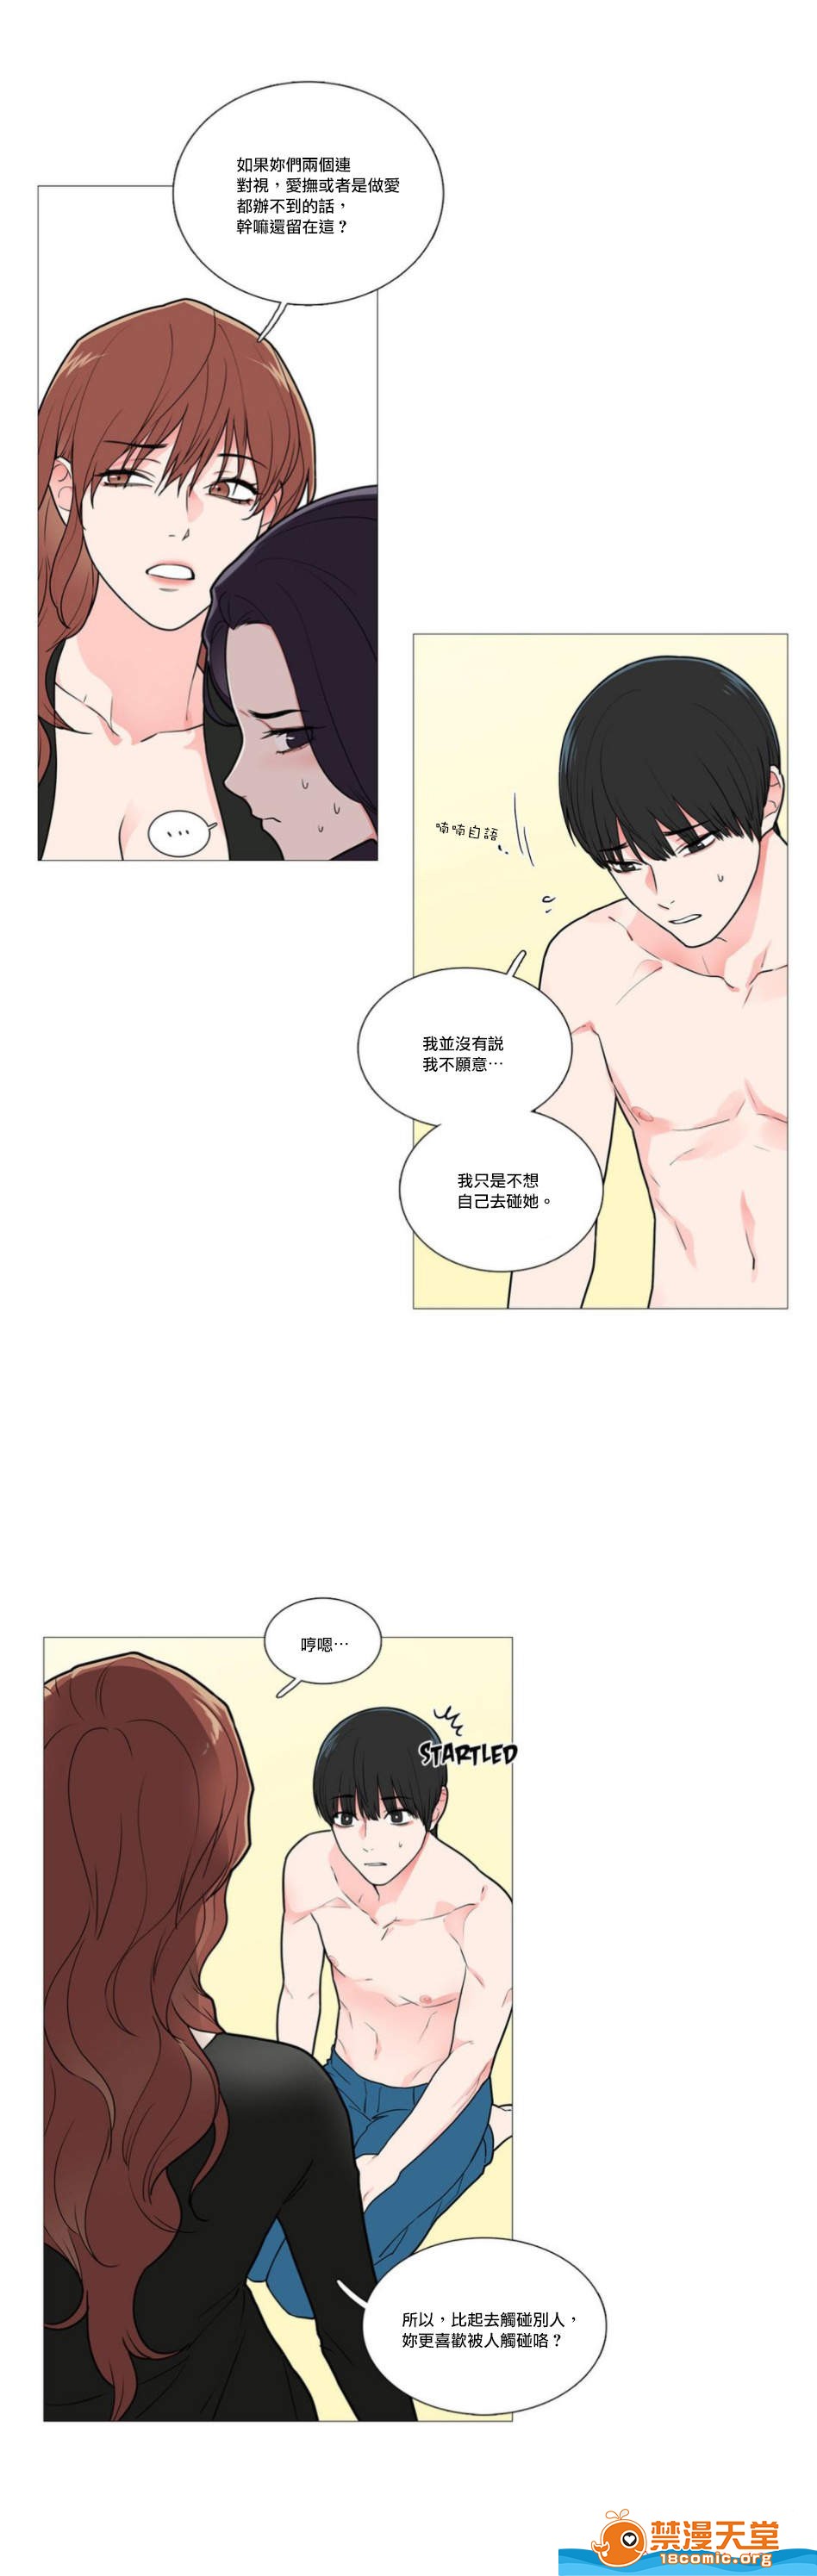 如果妳們兩個連
對視，愛撫或者是做愛
都辦不到的話，
幹嘛還留在這？
...
喃喃自語
我並沒有説
我不願意…
我只是不想
自己去碰她。
哼嗯…
STARTLED
所以，比起去觸碰別人，
妳更喜歡被人觸碰咯？
禁漫天堂
18comic.org